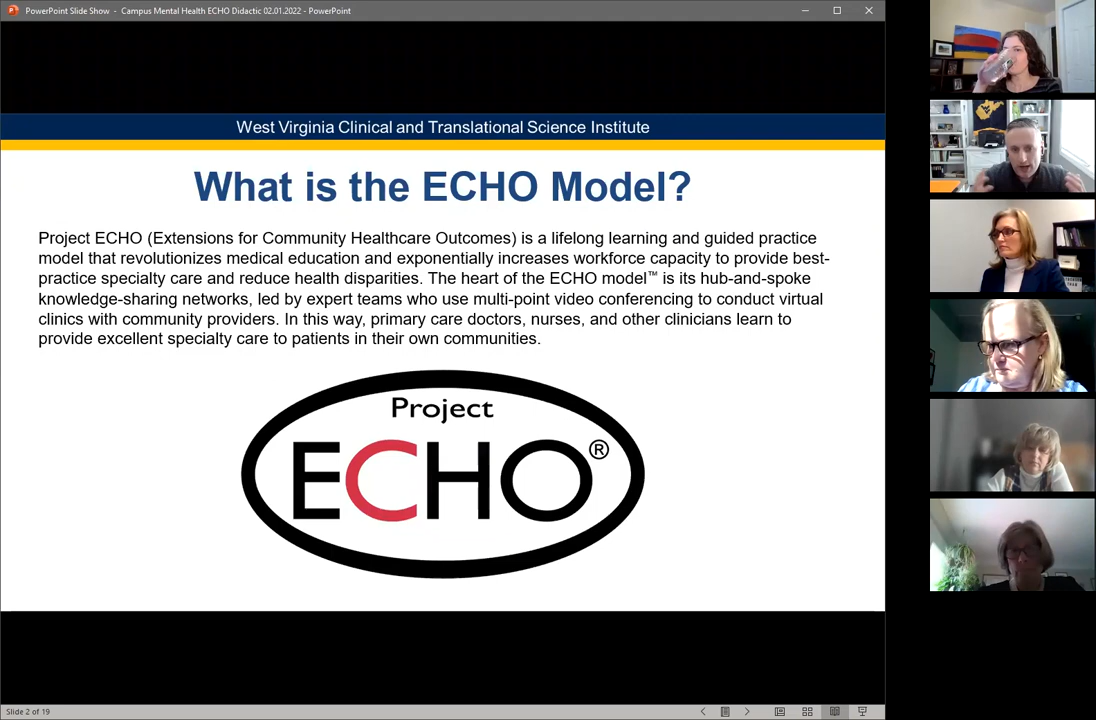 PowerPoint Slide Show - Campus Mental Health ECHO Didactic 02.01.2022 - PowerPoint
West Virginia Clinical and Translational Science Institute
What is the ECHO Model?
Project ECHO (Extensions for Community Healthcare Outcomes) is a lifelong learning and guided practice
model that revolutionizes medical education and exponentially increases workforce capacity to provide best-
practice specialty care and reduce health disparities. The heart of the ECHO model™ is its hub-and-spoke
knowledge-sharing networks, led by expert teams who use multi-point video conferencing to conduct virtual
clinics with community providers. In this way, primary care doctors, nurses, and other clinicians learn to
provide excellent specialty care to patients in their own communities.
Project
ECHO®
Slide 2 of 19